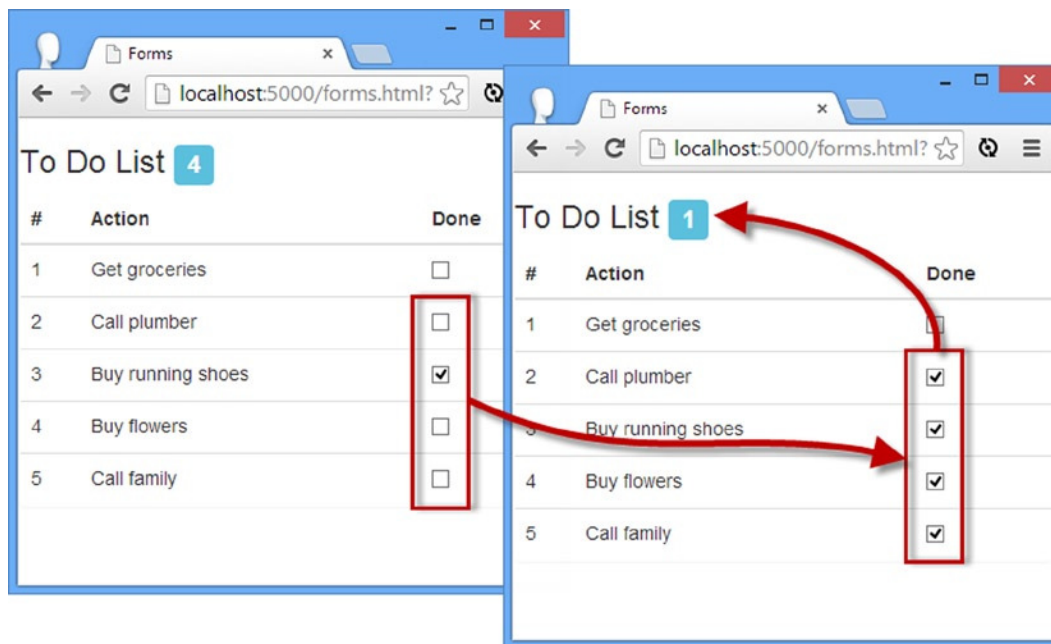 Forms
localhost:5000/forms.html?
To Do List 4
# Action Done
1 Get groceries
2 Call plumber
3 Buy running shoes
4 Buy flowers
5 Call family
Forms
localhost:5000/forms.html?
To Do List 1
# Action Done
1 Get groceries
2 Call plumber
3 Buy running shoes
4 Buy flowers
5 Call family